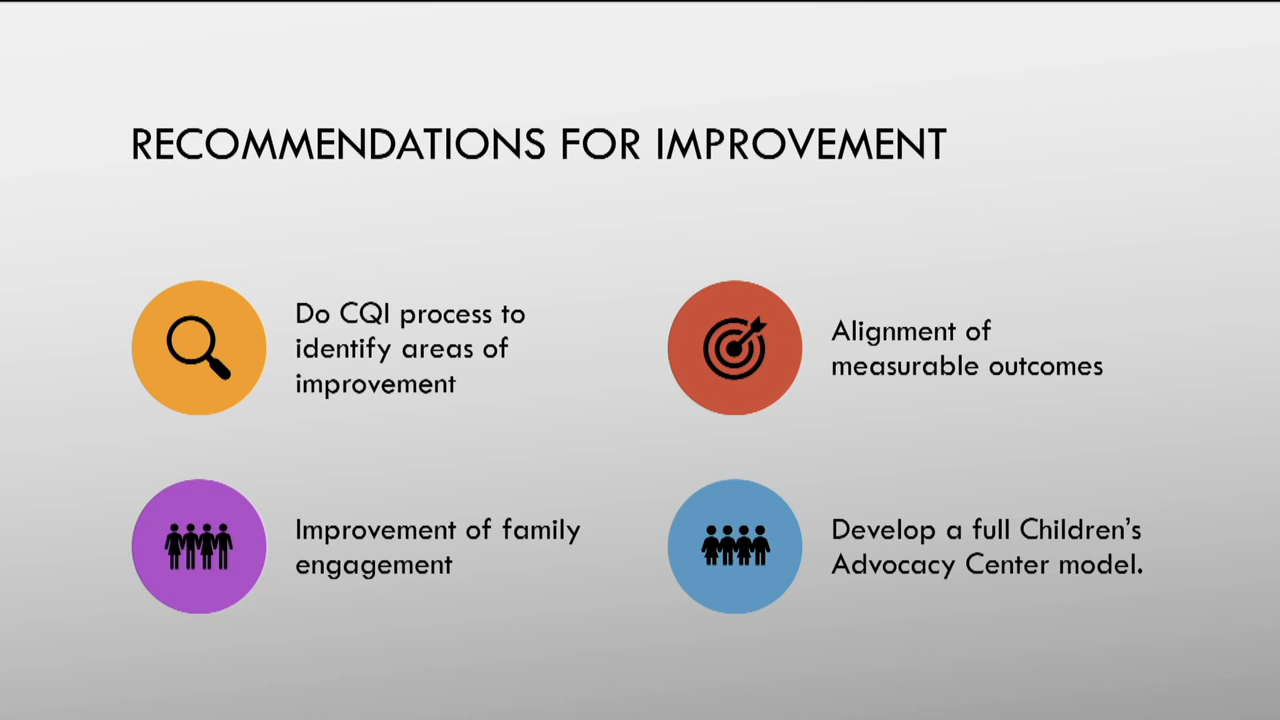 RECOMMENDATIONS FOR IMPROVEMENT
Do CQI process to
identify areas of
improvement
Alignment of
measurable outcomes
Improvement of family
engagement
Develop a full Children’s
Advocacy Center model.